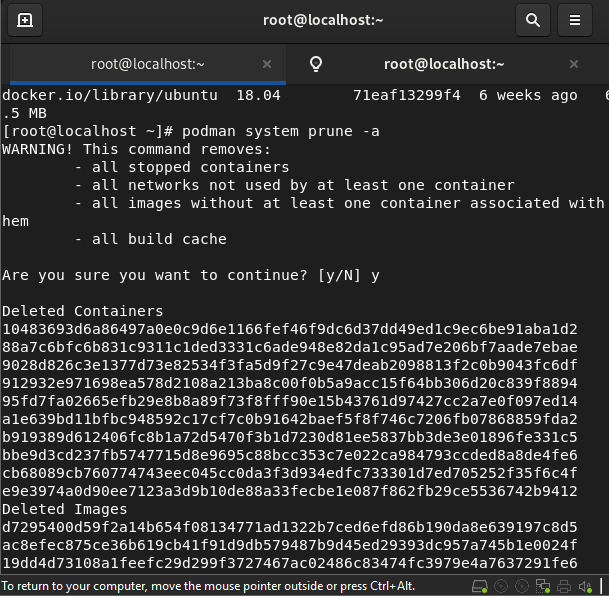 root@localhost:~
root@localhost:~ × root@localhost:~ ×
docker.io/library/ubuntu 18.04 71eaf13299f4 6 weeks ago 6
.5 MB
[root@localhost ~]# podman system prune -a
WARNING! This command removes:
- all stopped containers
- all networks not used by at least one container
- all images without at least one container associated with
hem
- all build cache
Are you sure you want to continue? [y/N] y
Deleted Containers
10483693d6a86497a0e0c9d6e1166fef46f9dc6d37dd49ed1c9ec6be91aba1d2
88a7c6bfc6b831c9311c1ded3331c6ade948e82da1c95ad7e206bf7aade7ebae
9028d826c3e1377d73e82534f3fa5d9f27c9e47deab2098813f2c0b9043fc6df
912932e971698ea578d2108a213ba8c00f0b5a9acc15f64bb306d20c839f8894
95fd7fa02665efb29e8b8a89f73f8fff90e15b43761d97427cc2a7e0f097ed14
a1e639bd11bfbc948592c17cf7c0b91642baef5f8f746c7206fb07868859fda2
b919389d612406fc8b1a72d5470f3b1d7230d81ee5837bb3de3e01896fe331c5
bbe9d3cd237fb5747715d8e9695c88bcc353c7e022ca984793ccded8a8de4fe6
cb68089cb760774743eec045cc0da3f3d934edfc733301d7ed705252f35f6c4f
e9e3974a0d90ee7123a3d9b10de88a33fecbe1e087f862fb29ce5536742b9412
Deleted Images
d7295400d59f2a14b654f08134771ad1322b7ced6efd86b190da8e639197c8d5
ac8efec875ce36b619cb41f91d9db579487b9d45ed29393dc957a745b1e0024f
19dd4d73108a1feefc29d299f3727467ac02486c83474fc3979e4a7637291fe6
To return to your computer, move the mouse pointer outside or press Ctrl+Alt.